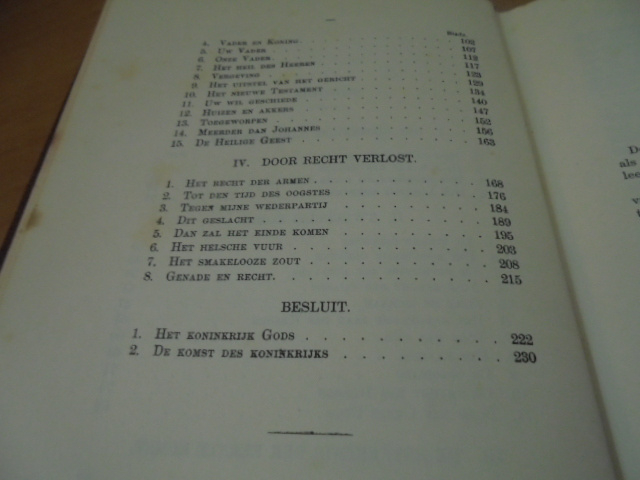 Bladz.
4. Vader en Koning . . . . . . . . . . 102
5. Uw Vader . . . . . . . . . . 107
6. Onze Vader . . . . . . . . . . 112
7. Het heil des Heeren . . . . . . . . . . 117
8. Vergeving . . . . . . . . . . 123
9. Het uitstel van het gericht . . . . . . . . . . 129
10. Het nieuwe Testament . . . . . . . . . . 134
11. Uw wil geschiede . . . . . . . . . . 140
12. Huizen en akkers . . . . . . . . . . 147
13. Toegeworpen . . . . . . . . . . 152
14. Meerder dan Johannes . . . . . . . . . . 156
15. De Heilige Geest . . . . . . . . . . 163
IV. DOOR RECHT VERLOST.
1. Het recht der armen . . . . . . . . . . 168
2. Tot den tijd des oogstes . . . . . . . . . . 176
3. Tegen mijne wederpartij . . . . . . . . . . 184
4. Dit geslacht . . . . . . . . . . 189
5. Dan zal het einde komen . . . . . . . . . . 195
6. Het helsche vuur . . . . . . . . . . 203
7. Het smakelooze zout . . . . . . . . . . 208
8. Genade en recht . . . . . . . . . . 215
BESLUIT.
1. Het koninkrijk Gods . . . . . . . . . . 222
2. De komst des koninkrijks . . . . . . . . . . 230
als